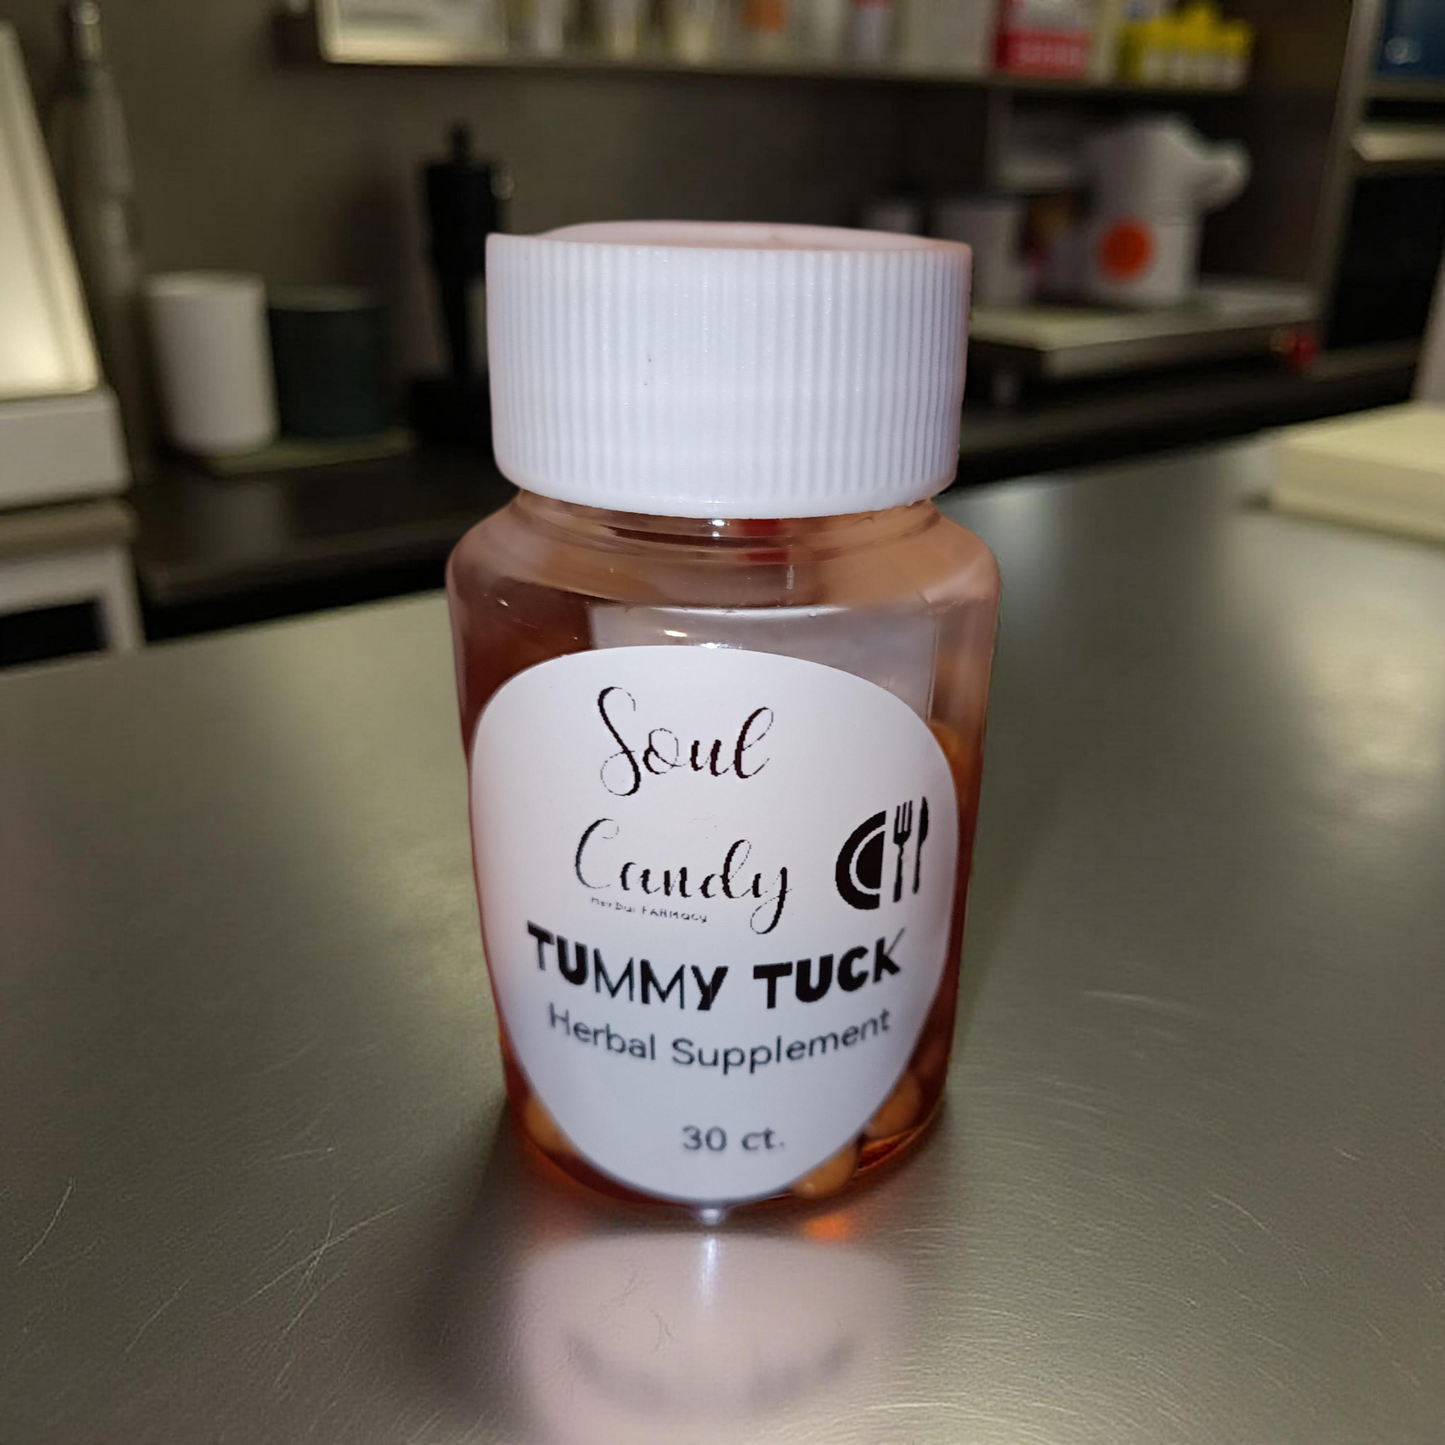 Soul
Candy
Herbal FARMacy
TUMMY TUCK
Herbal Supplement
30 ct.